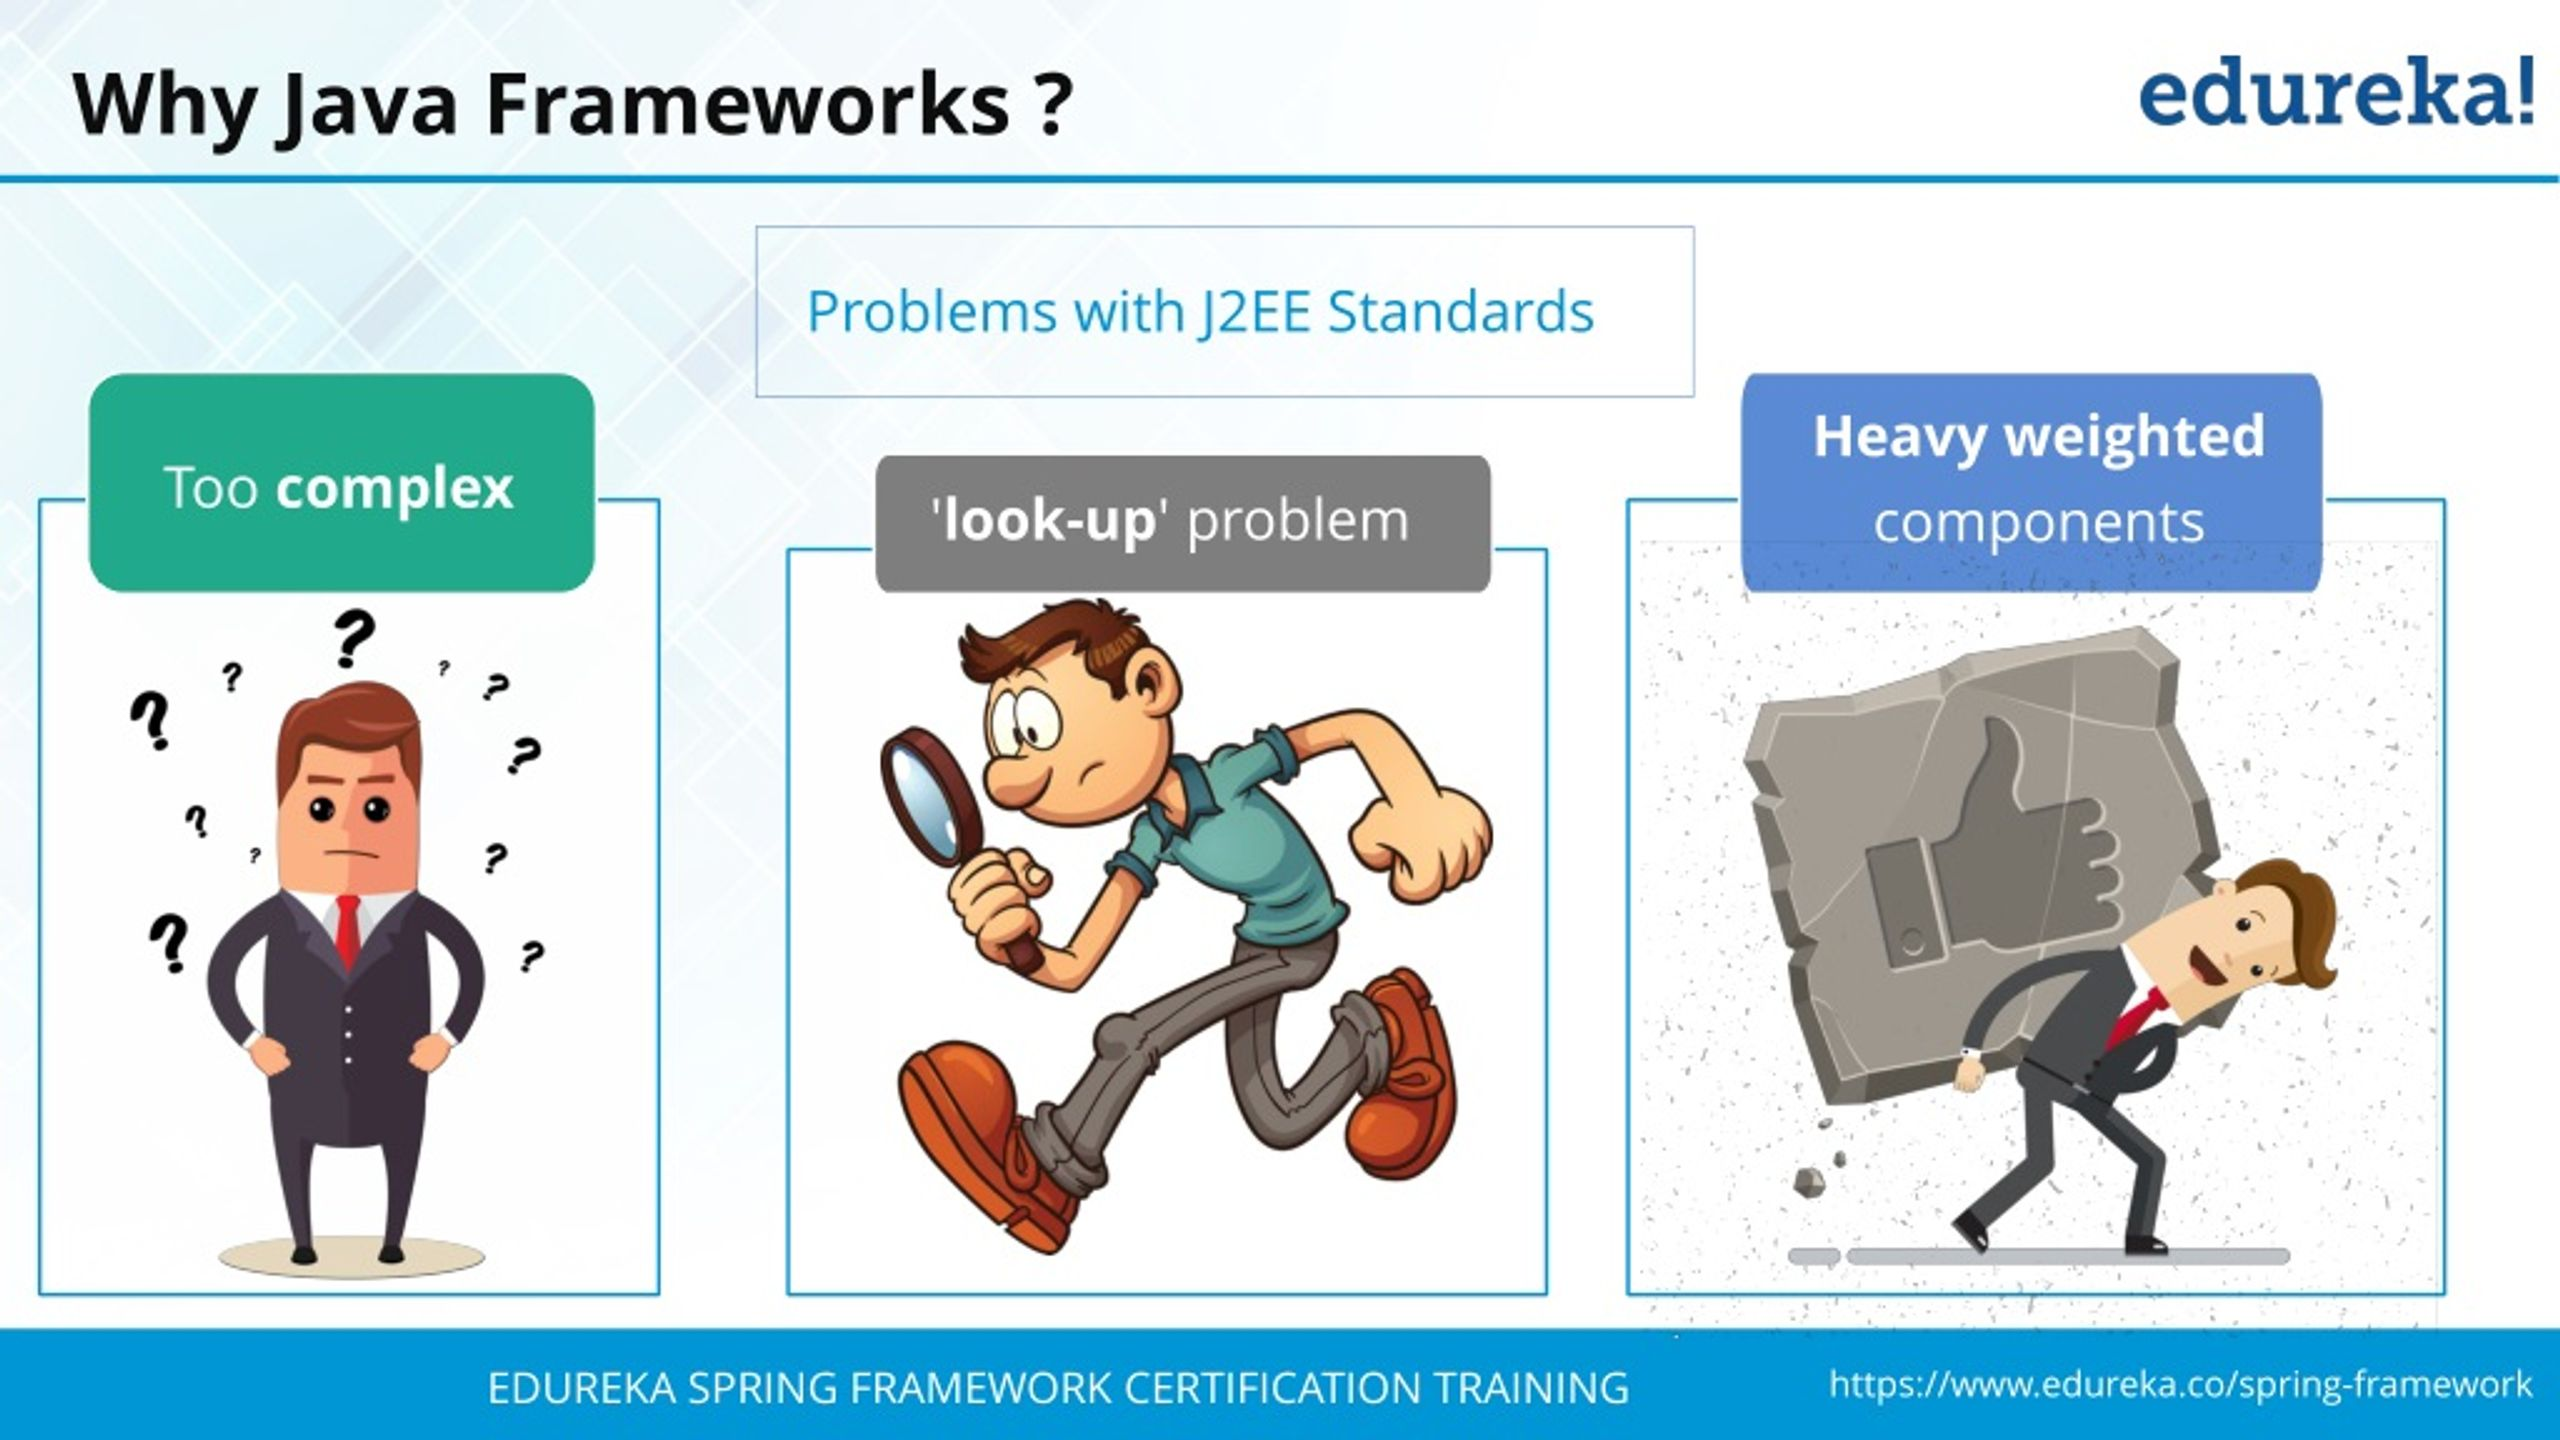 Why Java Frameworks ?
edureka!
Problems with J2EE Standards
Too complex
'look-up' problem
Heavy weighted
components
? ? ? ? ? ? ? ? ? ? ? ?
EDUREKA SPRING FRAMEWORK CERTIFICATION TRAINING
https://www.edureka.co/spring-framework